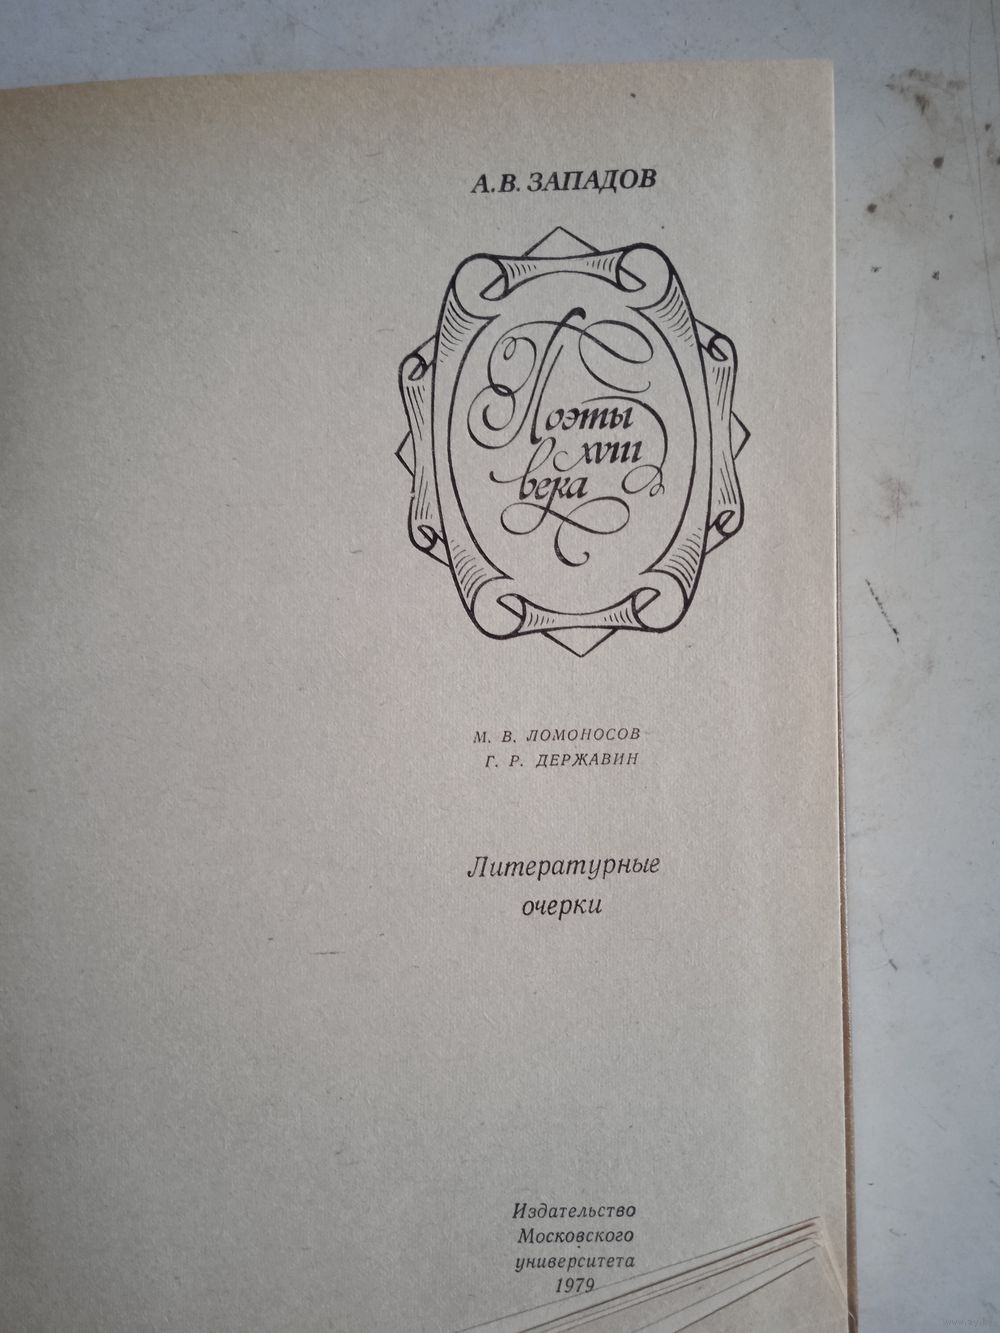 А. В. ЗАПАДОВ
Поэты
XVIII
века
М. В. ЛОМОНОСОВ
Г. Р. ДЕРЖАВИН
Литературные
очерки
Издательство
Московского
университета
1979